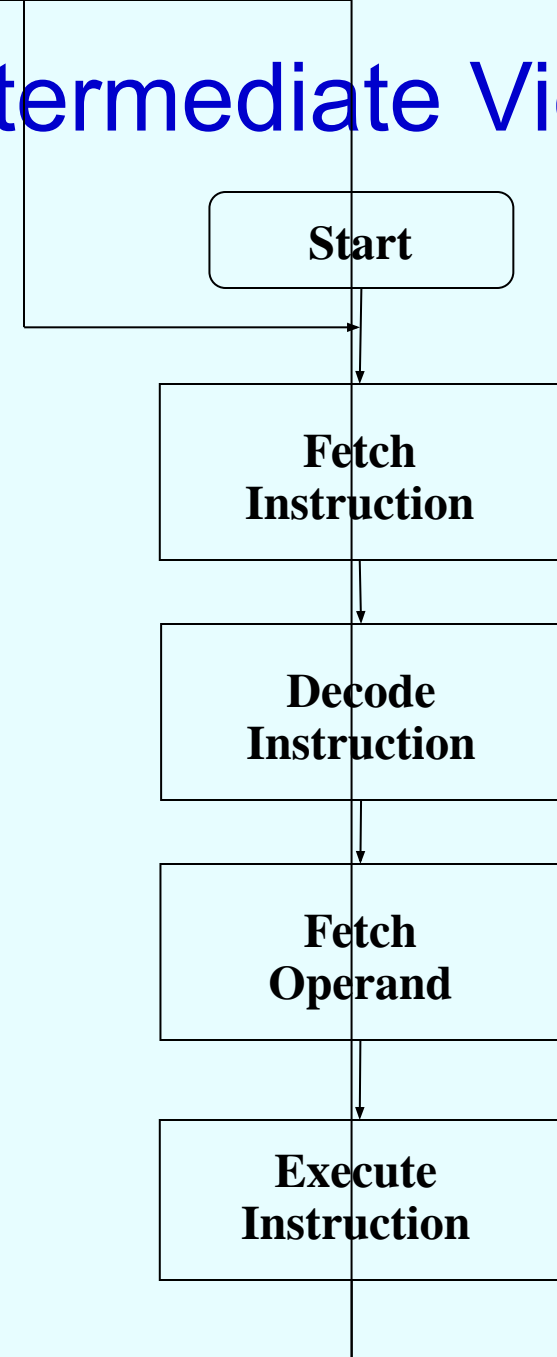 termediate Vi
Start
Fetch
Instruction
Decode
Instruction
Fetch
Operand
Execute
Instruction